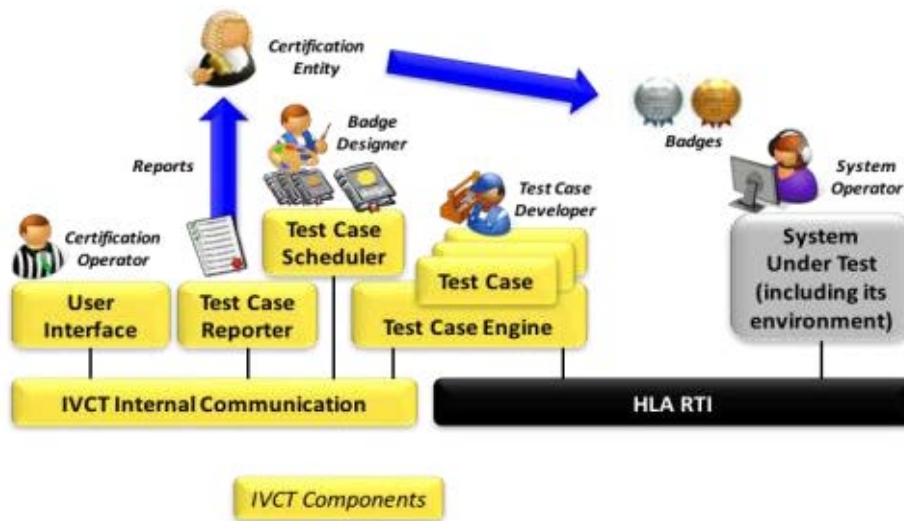 Certification
Entity
Badge
Designer
Badges
Reports
System
Operator
Test Case
Developer
Certification
Operator
Test Case
Scheduler
System
Under Test
(including its
environment)
Test Case
User
Interface
Test Case
Reporter
Test Case Engine
IVCT Internal Communication
HLA RTI
IVCT Components